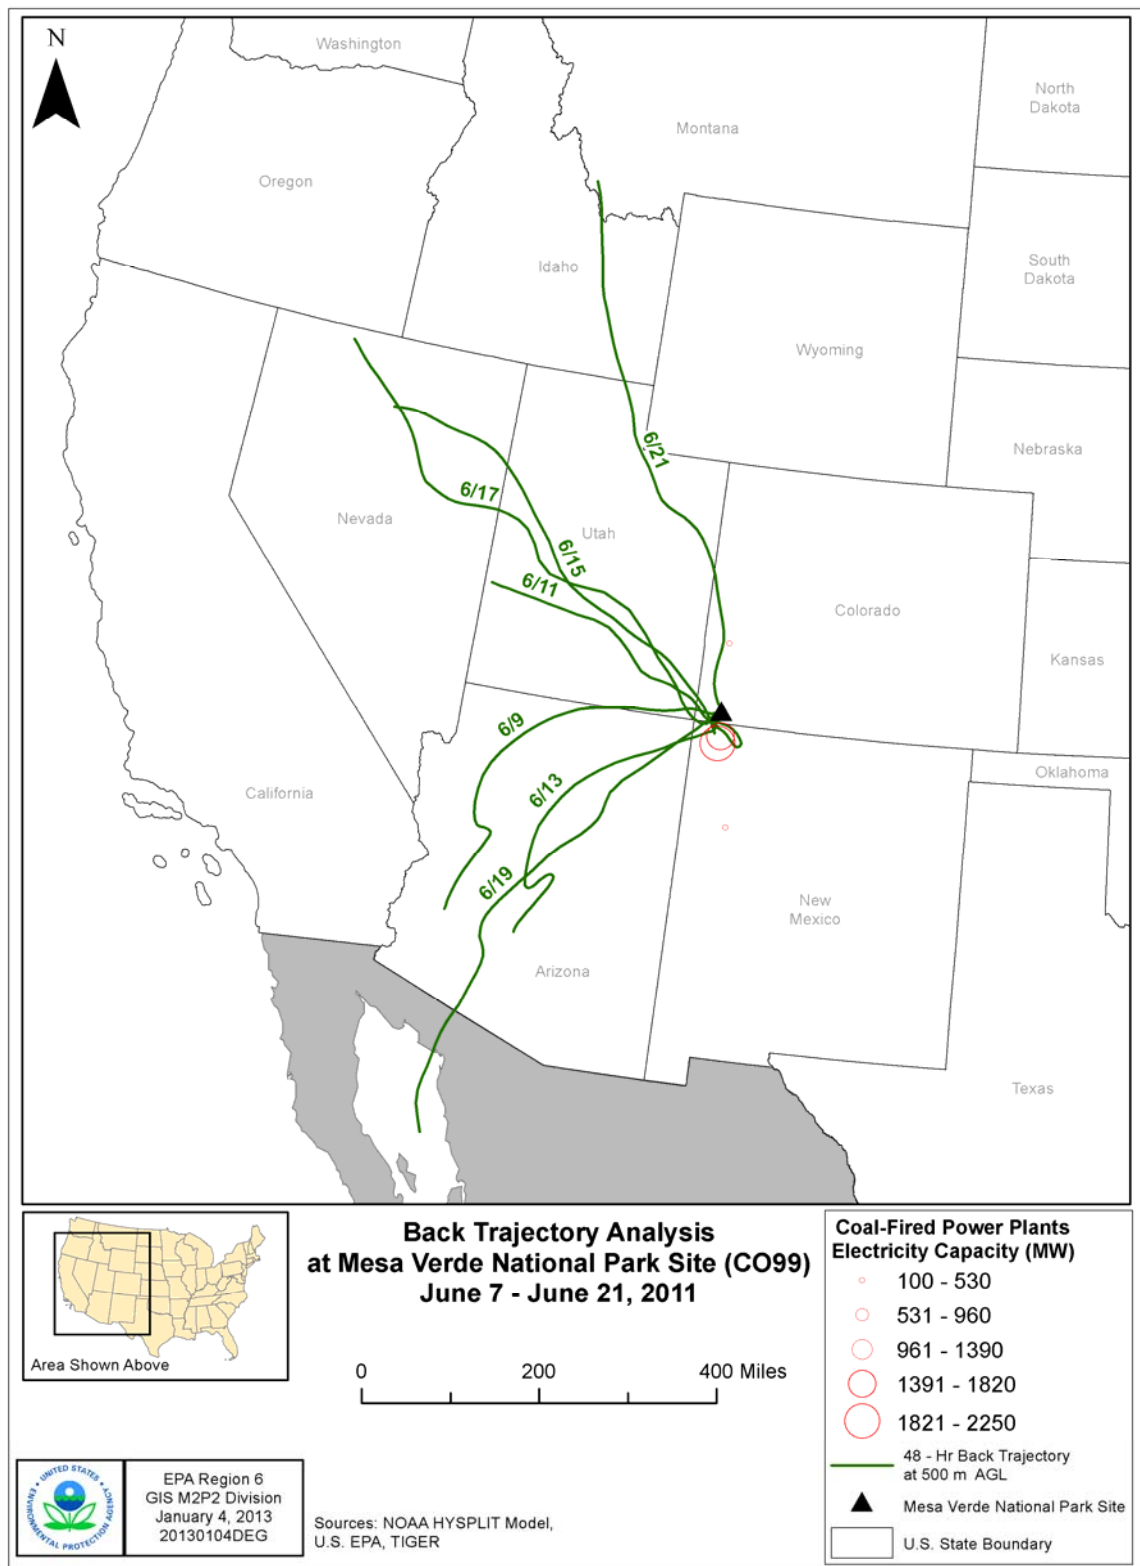 N
Washington
North
Dakota
Montana
Oregon
Idaho
South
Dakota
Wyoming
6/21
Nebraska
6/17
Nevada
Utah
6/15
6/11
Colorado
Kansas
6/9
Oklahoma
California
6/13
6/19
New
Mexico
Arizona
Texas
Area Shown Above
Back Trajectory Analysis
at Mesa Verde National Park Site (CO99)
June 7 - June 21, 2011
0 200 400 Miles
Coal-Fired Power Plants
Electricity Capacity (MW)
100 - 530
531 - 960
961 - 1390
1391 - 1820
1821 - 2250
48 - Hr Back Trajectory
at 500 m AGL
Mesa Verde National Park Site
U.S. State Boundary
UNITED STATES
ENVIRONMENTAL PROTECTION AGENCY
EPA Region 6
GIS M2P2 Division
January 4, 2013
20130104DEG
Sources: NOAA HYSPLIT Model,
U.S. EPA, TIGER